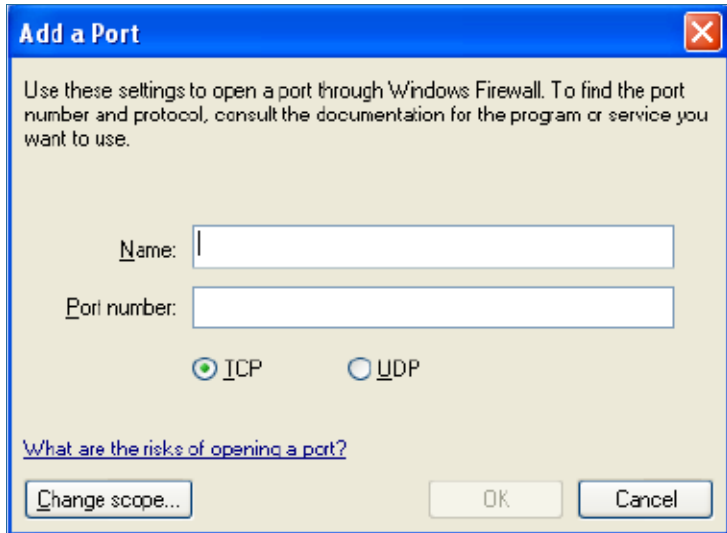 Add a Port
Use these settings to open a port through Windows Firewall. To find the port
number and protocol, consult the documentation for the program or service you
want to use.
Name:
Port number:
TCP
UDP
What are the risks of opening a port?
Change scope...
OK
Cancel